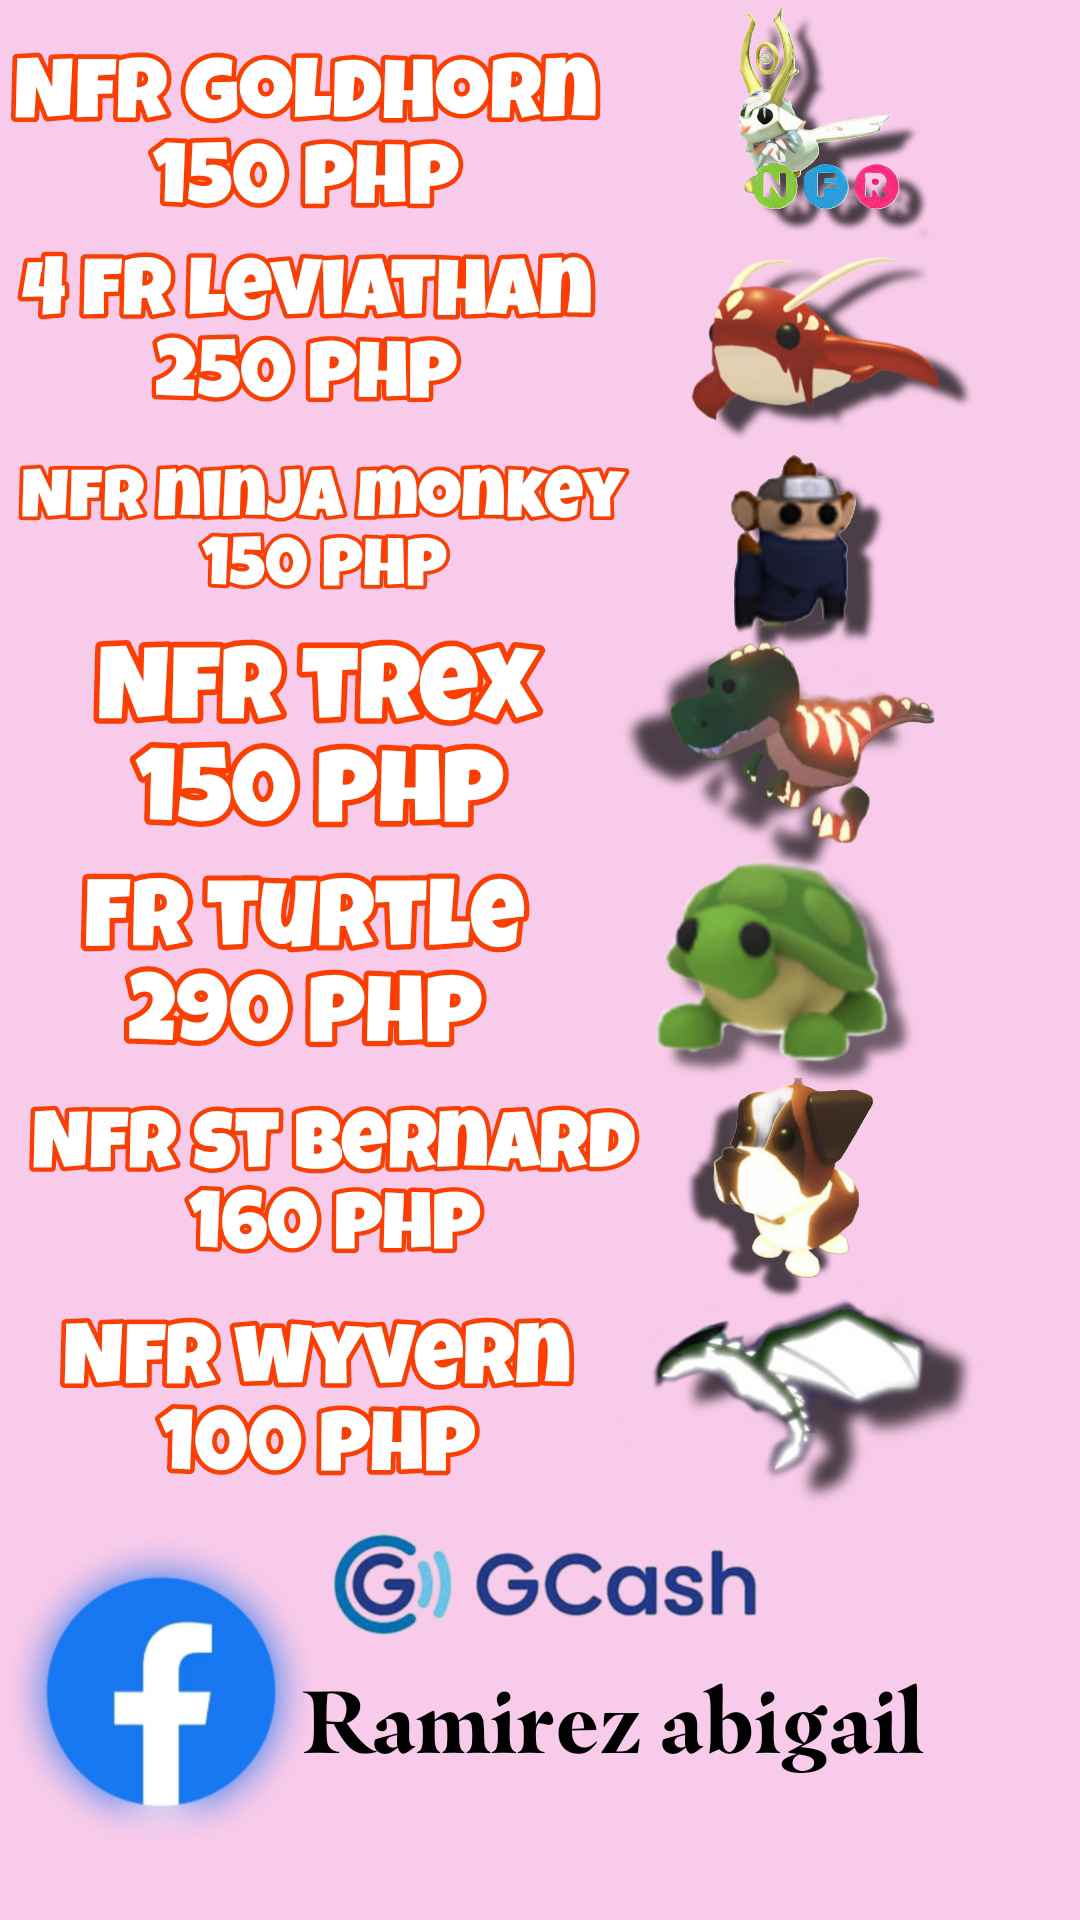 NFR GOLDHORN
150 PHP
N F R
4 FR LEVIATHAN
250 PHP
NFR NINJA MONKEY
150 PHP
NFR TREX
150 PHP
FR TURTLE
290 PHP
NFR ST BERNARD
160 PHP
NFR WYVERN
100 PHP
G GCash
f
Ramirez abigail